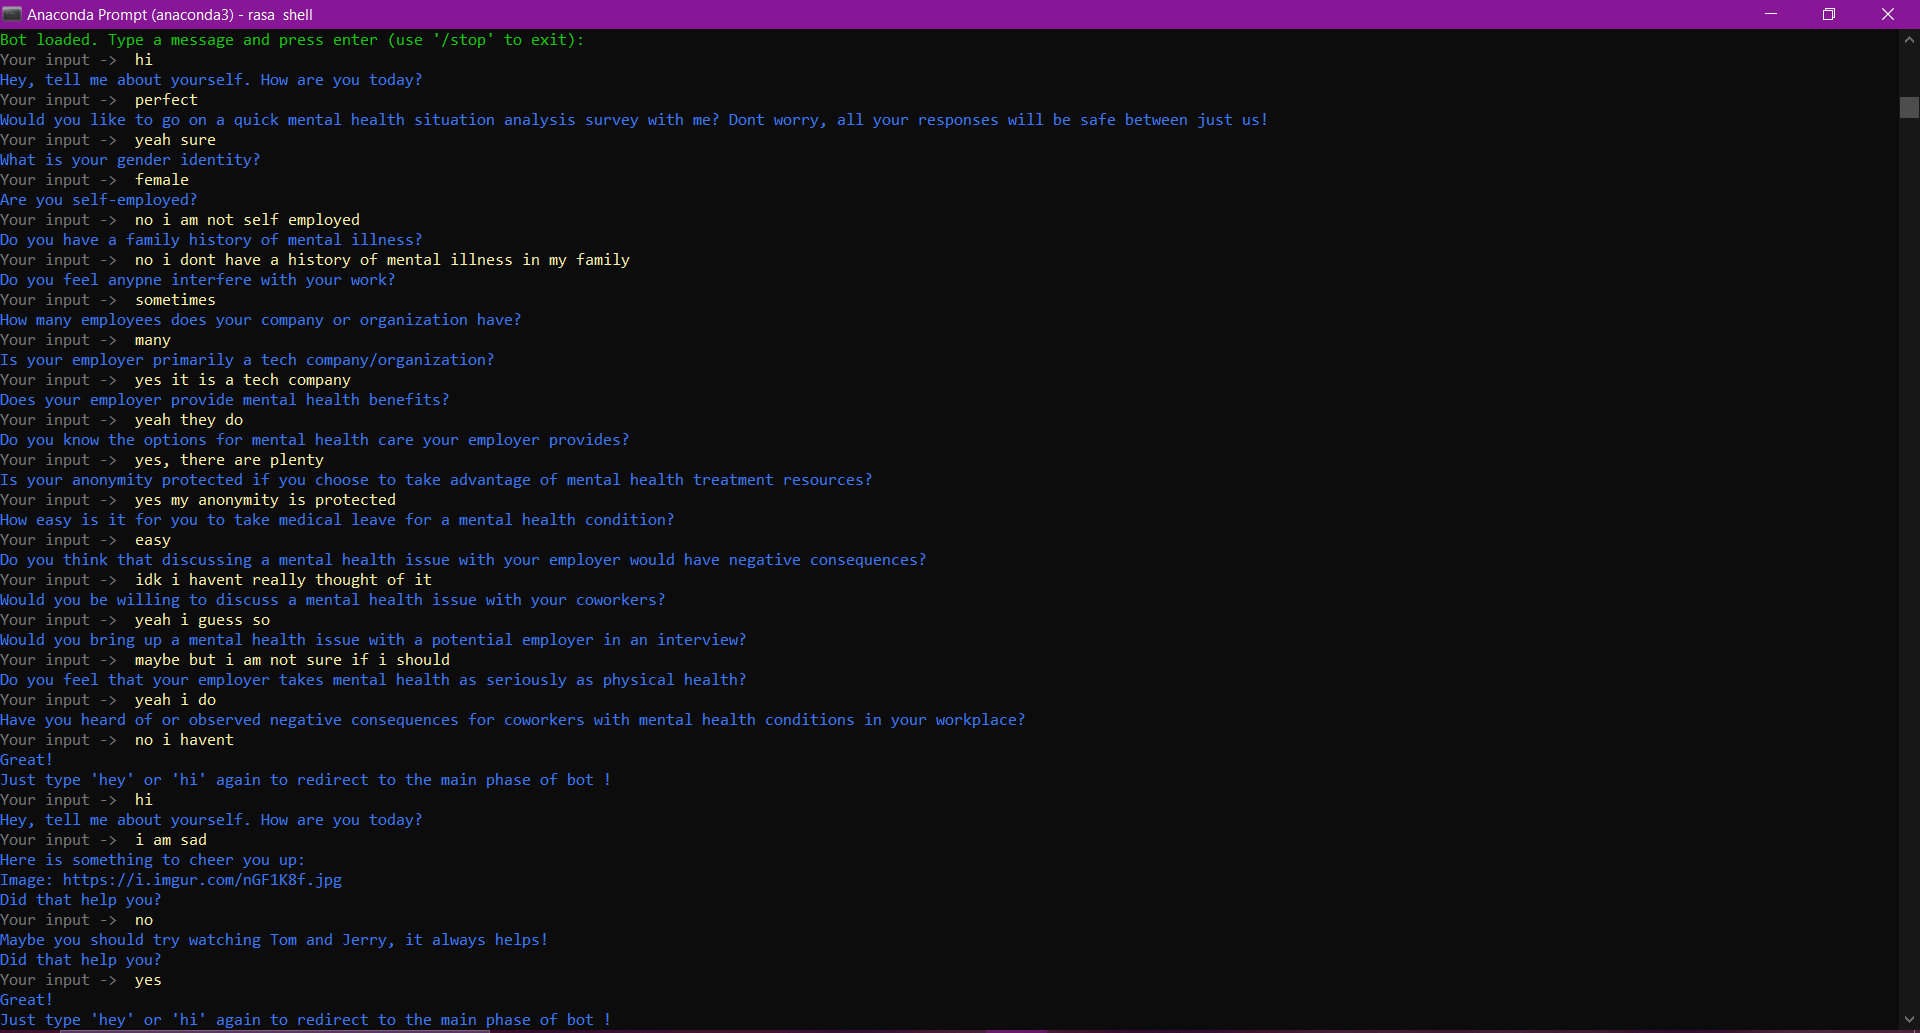 Anaconda Prompt (anaconda3) - rasa shell
Bot loaded. Type a message and press enter (use '/stop' to exit):
Your input -> hi
Hey, tell me about yourself. How are you today?
Your input -> perfect
Would you like to go on a quick mental health situation analysis survey with me? Dont worry, all your responses will be safe between just us!
Your input -> yeah sure
What is your gender identity?
Your input -> female
Are you self-employed?
Your input -> no i am not self employed
Do you have a family history of mental illness?
Your input -> no i dont have a history of mental illness in my family
Do you feel anypne interfere with your work?
Your input -> sometimes
How many employees does your company or organization have?
Your input -> many
Is your employer primarily a tech company/organization?
Your input -> yes it is a tech company
Does your employer provide mental health benefits?
Your input -> yeah they do
Do you know the options for mental health care your employer provides?
Your input -> yes, there are plenty
Is your anonymity protected if you choose to take advantage of mental health treatment resources?
Your input -> yes my anonymity is protected
How easy is it for you to take medical leave for a mental health condition?
Your input -> easy
Do you think that discussing a mental health issue with your employer would have negative consequences?
Your input -> idk i havent really thought of it
Would you be willing to discuss a mental health issue with your coworkers?
Your input -> yeah i guess so
Would you bring up a mental health issue with a potential employer in an interview?
Your input -> maybe but i am not sure if i should
Do you feel that your employer takes mental health as seriously as physical health?
Your input -> yeah i do
Have you heard of or observed negative consequences for coworkers with mental health conditions in your workplace?
Your input -> no i havent
Great!
Just type 'hey' or 'hi' again to redirect to the main phase of bot !
Your input -> hi
Hey, tell me about yourself. How are you today?
Your input -> i am sad
Here is something to cheer you up:
Image: https://i.imgur.com/nGF1K8f.jpg
Did that help you?
Your input -> no
Maybe you should try watching Tom and Jerry, it always helps!
Did that help you?
Your input -> yes
Great!
Just type 'hey' or 'hi' again to redirect to the main phase of bot !